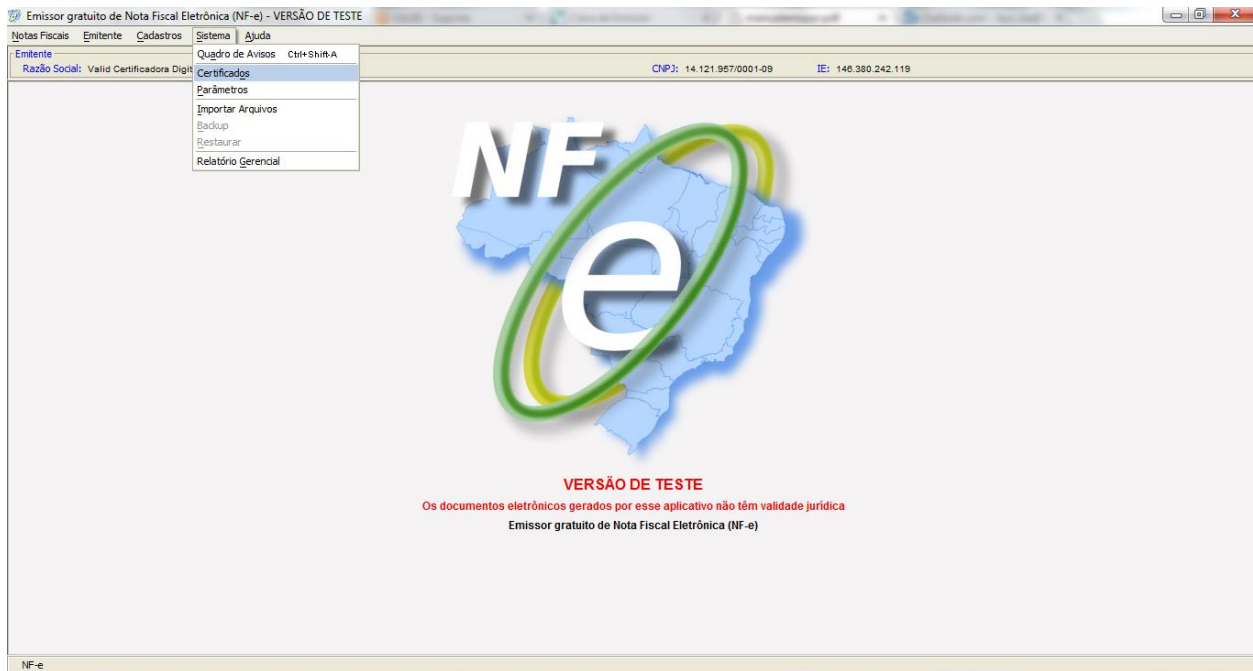 Emissor gratuito de Nota Fiscal Eletrônica (NF-e) - VERSÃO DE TESTE
Notas Fiscais Emitente Cadastros Sistema Ajuda
Emitente
Razão Social: Valid Certificadora Digit
CNPJ: 14.121.957/0001-09 IE: 146.380.242.119
Quadro de Avisos Ctrl+Shift-A
Certificados
Parâmetros
Importar Arquivos
Backup
Restaurar
Relatório Gerencial
NF
e
VERSÃO DE TESTE
Os documentos eletrônicos gerados por esse aplicativo não têm validade jurídica
Emissor gratuito de Nota Fiscal Eletrônica (NF-e)
NF-e